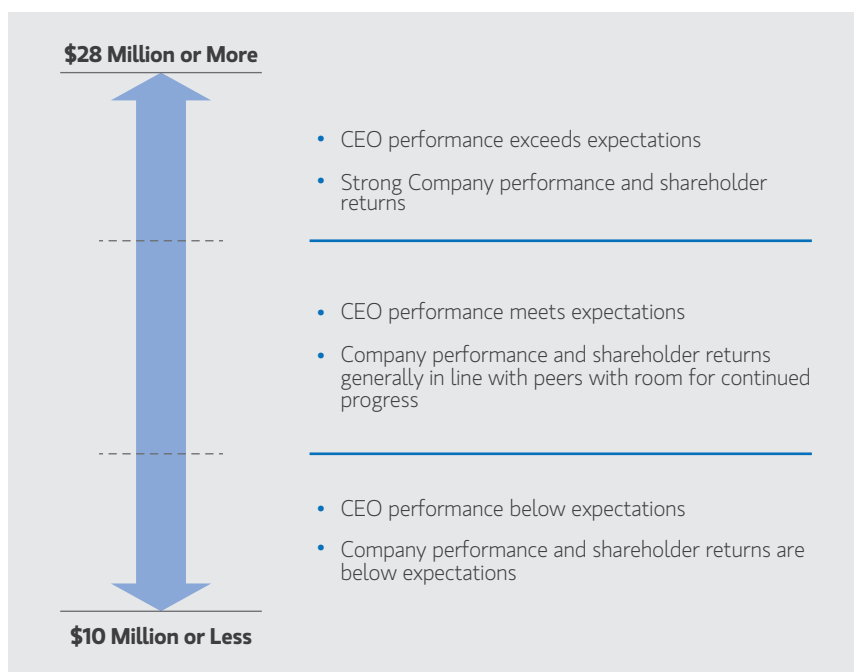 $28 Million or More
• CEO performance exceeds expectations
• Strong Company performance and shareholder
returns
• CEO performance meets expectations
• Company performance and shareholder returns
generally in line with peers with room for continued
progress
• CEO performance below expectations
• Company performance and shareholder returns are
below expectations
$10 Million or Less